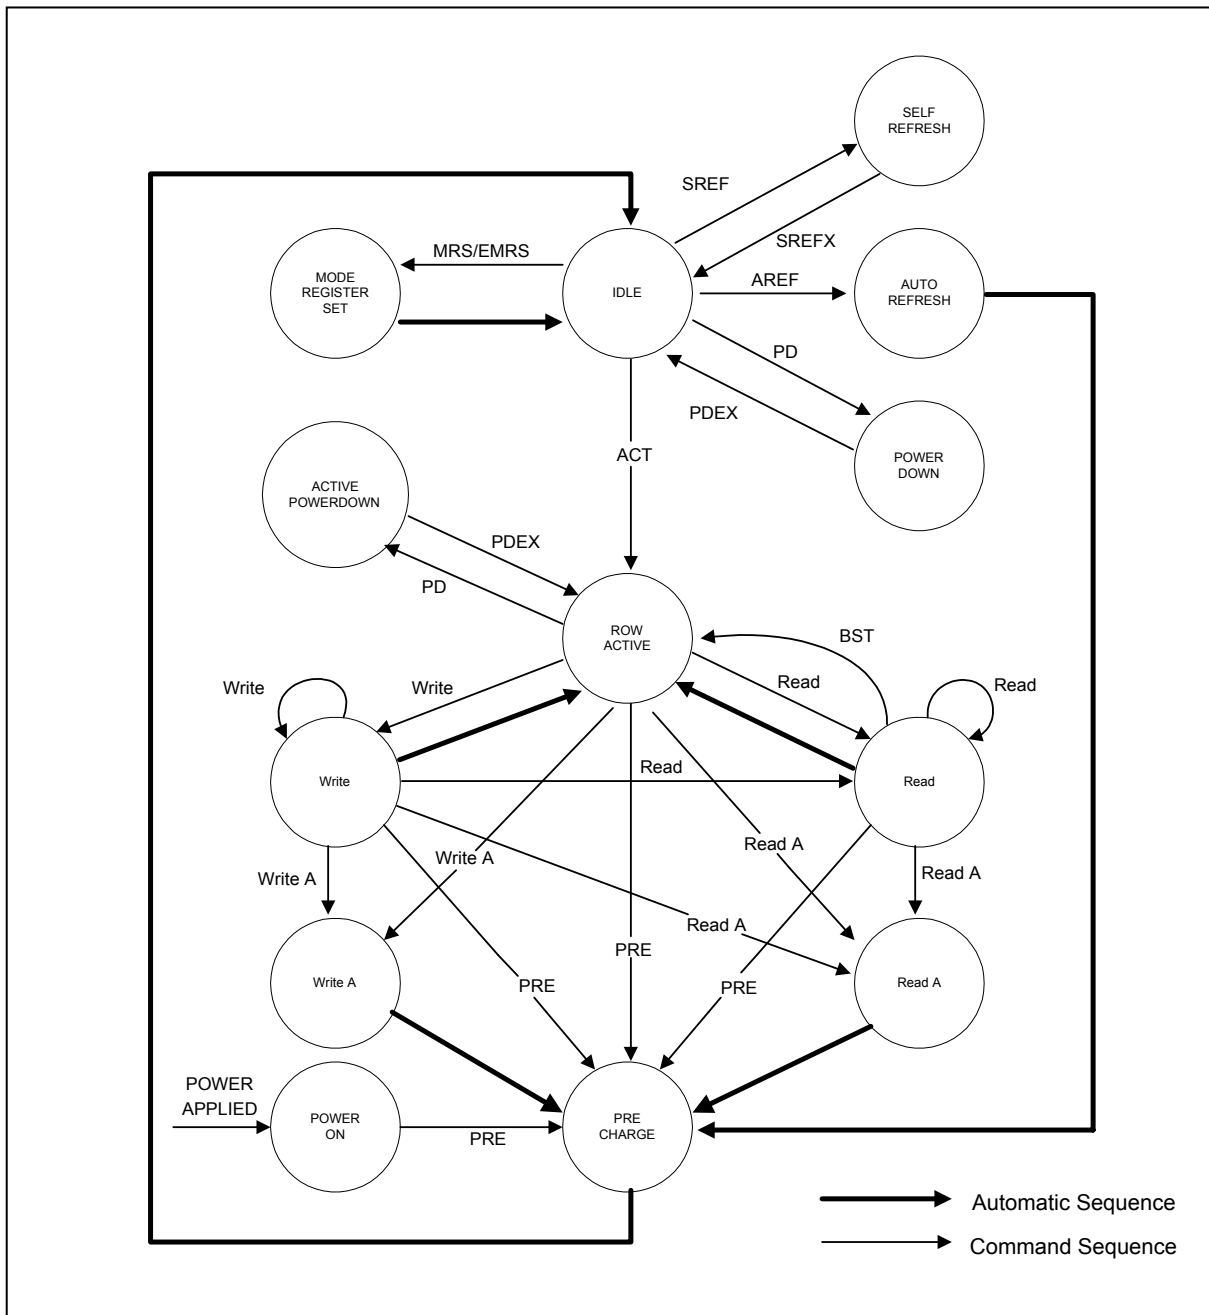 SELF
REFRESH
SREF
SREFX
MRS/EMRS
MODE
REGISTER
SET
IDLE
AREF
AUTO
REFRESH
PD
PDEX
POWER
DOWN
ACT
ACTIVE
POWERDOWN
PDEX
PD
ROW
ACTIVE
BST
Write
Write
Read
Read
Write
Read
Read
Write A
Write A
Read A
Read A
Read A
Write A
PRE
PRE
PRE
Read A
POWER
APPLIED
POWER
ON
PRE
PRE
CHARGE
Automatic Sequence
Command Sequence